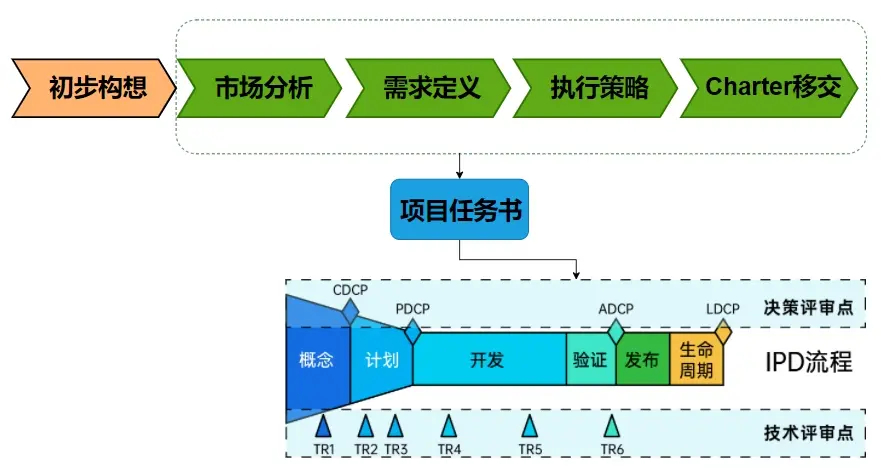 初步构想
市场分析
需求定义
执行策略
Charter移交
项目任务书
CDCP
PDCP
ADCP
LDCP
决策评审点
概念
计划
开发
验证
发布
生命
周期
IPD流程
TR1
TR2
TR3
TR4
TR5
TR6
技术评审点